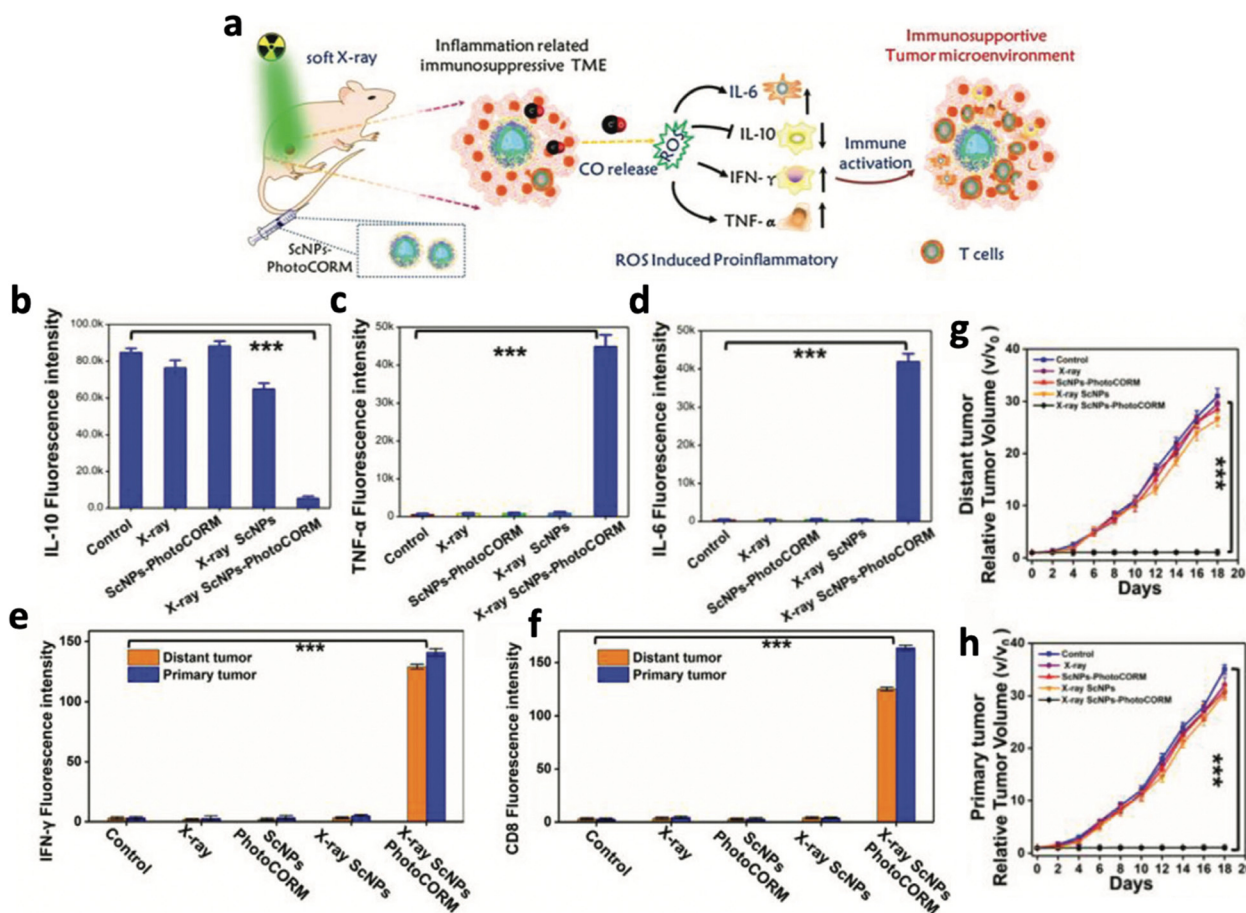 a
soft X-ray
Inflammation related
immunosuppressive TME
Immunosupportive
Tumor microenvironment
ScNPs-
PhotoCORM
CO release
ROS
IL-6
IL-10
IFN-γ
TNF-α
ROS Induced Proinflammatory
Immune
activation
T cells
b
IL-10 Fluorescence intensity
100.0k
80.0k
60.0k
40.0k
20.0k
0.0
***
Control
X-ray
ScNPs-PhotoCORM
X-ray ScNPs
X-ray ScNPs-PhotoCORM
c
TNF-α Fluorescence intensity
50k
40k
30k
20k
10k
0
***
Control
X-ray
ScNPs-PhotoCORM
X-ray ScNPs
X-ray ScNPs-PhotoCORM
d
IL-6 Fluorescence intensity
50k
40k
30k
20k
10k
0
***
Control
X-ray
ScNPs-PhotoCORM
X-ray ScNPs
X-ray ScNPs-PhotoCORM
g
Distant tumor
Relative Tumor Volume (v/v0)
40
30
20
10
0
Control
X-ray
ScNPs-PhotoCORM
X-ray ScNPs
X-ray ScNPs-PhotoCORM
***
0 2 4 6 8 10 12 14 16 18 20
Days
e
IFN-γ Fluorescence intensity
150
100
50
0
Distant tumor
Primary tumor
***
Control
X-ray
ScNPs
PhotoCORM
X-ray ScNPs
X-ray ScNPs
PhotoCORM
f
CD8 Fluorescence intensity
150
100
50
0
Distant tumor
Primary tumor
***
Control
X-ray
ScNPs
PhotoCORM
X-ray ScNPs
X-ray ScNPs
PhotoCORM
h
Primary tumor
Relative Tumor Volume (v/v0)
40
30
20
10
0
Control
X-ray
ScNPs-PhotoCORM
X-ray ScNPs
X-ray ScNPs-PhotoCORM
***
0 2 4 6 8 10 12 14 16 18 20
Days